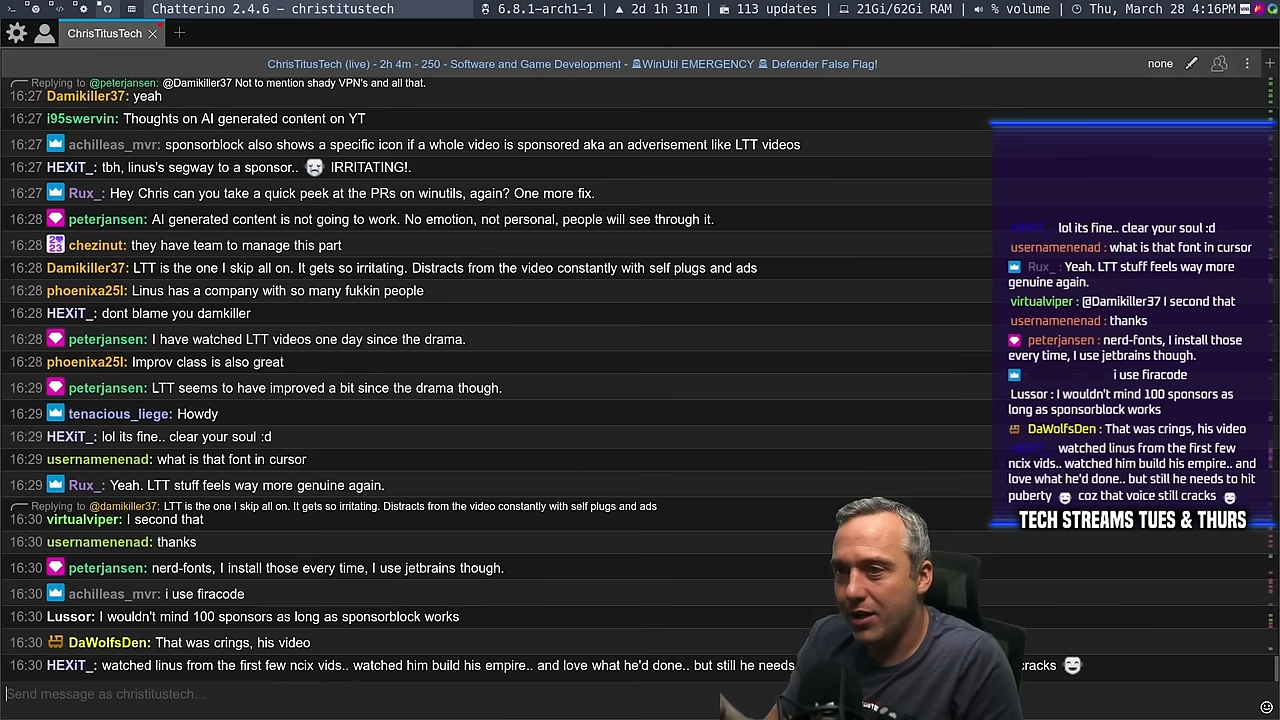 Chatterino 2.4.6 - christitustech
6.8.1-arch1-1 | ▲ 2d 1h 31m | 113 updates | 21Gi/62Gi RAM | % volume | Thu, March 28 4:16PM
ChrisTitusTech
ChrisTitusTech (live) - 2h 4m - 250 - Software and Game Development - 🚨WinUtil EMERGENCY 🚨 Defender False Flag!
none
Replying to @peterjansen: @Damikiller37 Not to mention shady VPN's and all that.
16:27 Damikiller37: yeah
16:27 i95swervin: Thoughts on AI generated content on YT
16:27 achilleas_mvr: sponsorblock also shows a specific icon if a whole video is sponsored aka an adverisement like LTT videos
16:27 HEXiT_: tbh, linus's segway to a sponsor.. IRRITATING!.
16:27 Rux_: Hey Chris can you take a quick peek at the PRs on winutils, again? One more fix.
16:28 peterjansen: AI generated content is not going to work. No emotion, not personal, people will see through it.
16:28 chezinut: they have team to manage this part
16:28 Damikiller37: LTT is the one I skip all on. It gets so irritating. Distracts from the video constantly with self plugs and ads
16:28 phoenixa25l: Linus has a company with so many fukkin people
16:28 HEXiT_: dont blame you damkiller
16:28 peterjansen: I have watched LTT videos one day since the drama.
16:28 phoenixa25l: Improv class is also great
16:29 peterjansen: LTT seems to have improved a bit since the drama though.
16:29 tenacious_liege: Howdy
16:29 HEXiT_: lol its fine.. clear your soul :d
16:29 usernamenenad: what is that font in cursor
16:29 Rux_: Yeah. LTT stuff feels way more genuine again.
Replying to @damikiller37: LTT is the one I skip all on. It gets so irritating. Distracts from the video constantly with self plugs and ads
16:30 virtualviper: I second that
16:30 usernamenenad: thanks
16:30 peterjansen: nerd-fonts, I install those every time, I use jetbrains though.
16:30 achilleas_mvr: i use firacode
16:30 Lussor: I wouldn't mind 100 sponsors as long as sponsorblock works
16:30 DaWolfsDen: That was crings, his video
16:30 HEXiT_: watched linus from the first few ncix vids.. watched him build his empire.. and love what he'd done.. but still he needs cracks
Send message as christitustech...
HEXiT_ : lol its fine.. clear your soul :d
usernamenenad : what is that font in cursor
Rux_ : Yeah. LTT stuff feels way more
genuine again.
virtualviper : @Damikiller37 I second that
usernamenenad : thanks
peterjansen : nerd-fonts, I install those
every time, I use jetbrains though.
i use firacode
Lussor : I wouldn't mind 100 sponsors as
long as sponsorblock works
DaWolfsDen : That was crings, his video
watched linus from the first few
ncix vids.. watched him build his empire.. and
love what he'd done.. but still he needs to hit
puberty coz that voice still cracks
TECH STREAMS TUES & THURS